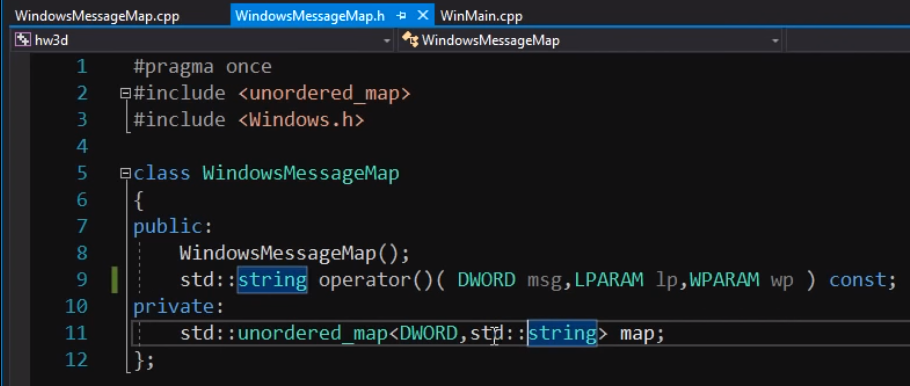 WindowsMessageMap.cpp WindowsMessageMap.h WinMain.cpp
hw3d WindowsMessageMap
1 #pragma once
2 #include <unordered_map>
3 #include <Windows.h>
4
5 class WindowsMessageMap
6 {
7 public:
8 WindowsMessageMap();
9 std::string operator()( DWORD msg,LPARAM lp,WPARAM wp ) const;
10 private:
11 std::unordered_map<DWORD,std::string> map;
12 };